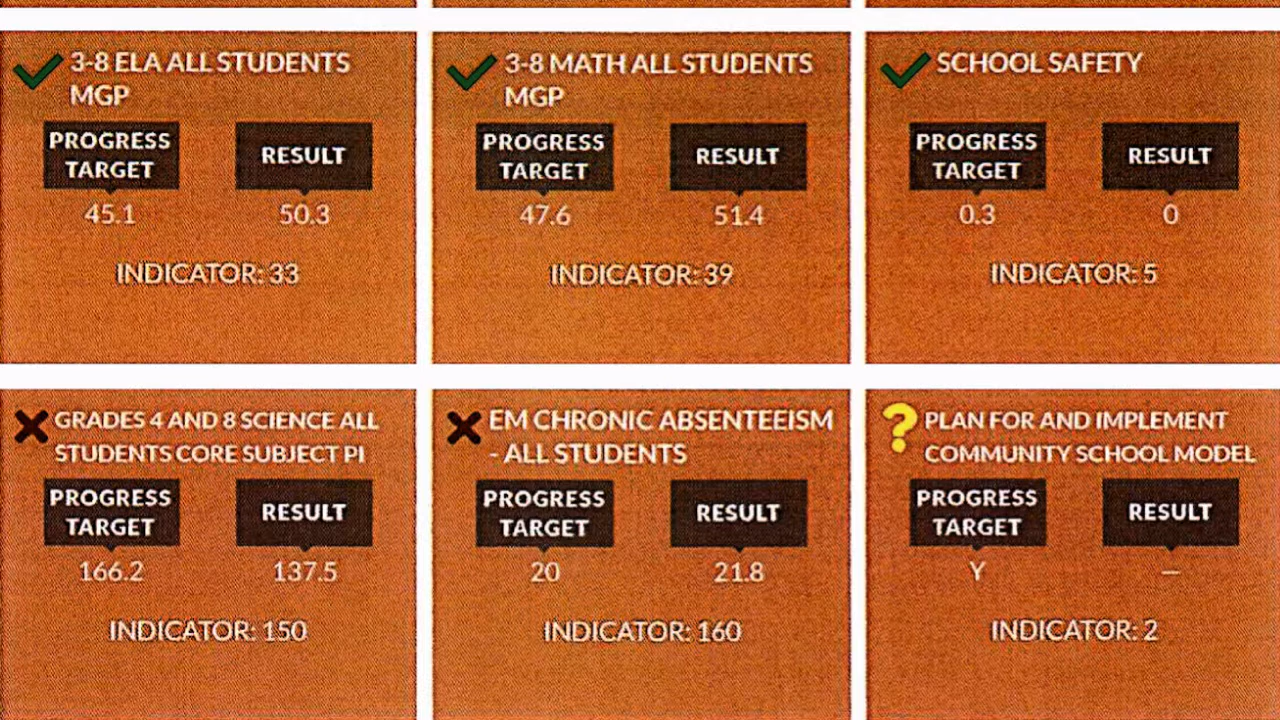 3-8 ELA ALL STUDENTS
MGP
PROGRESS
TARGET
RESULT
45.1
50.3
INDICATOR: 33
3-8 MATH ALL STUDENTS
MGP
PROGRESS
TARGET
RESULT
47.6
51.4
INDICATOR: 39
SCHOOL SAFETY
PROGRESS
TARGET
RESULT
0.3
0
INDICATOR: 5
GRADES 4 AND 8 SCIENCE ALL
STUDENTS CORE SUBJECT PI
PROGRESS
TARGET
RESULT
166.2
137.5
INDICATOR: 150
EM CHRONIC ABSENTEEISM
- ALL STUDENTS
PROGRESS
TARGET
RESULT
20
21.8
INDICATOR: 160
PLAN FOR AND IMPLEMENT
COMMUNITY SCHOOL MODEL
PROGRESS
TARGET
RESULT
Y
—
INDICATOR: 2